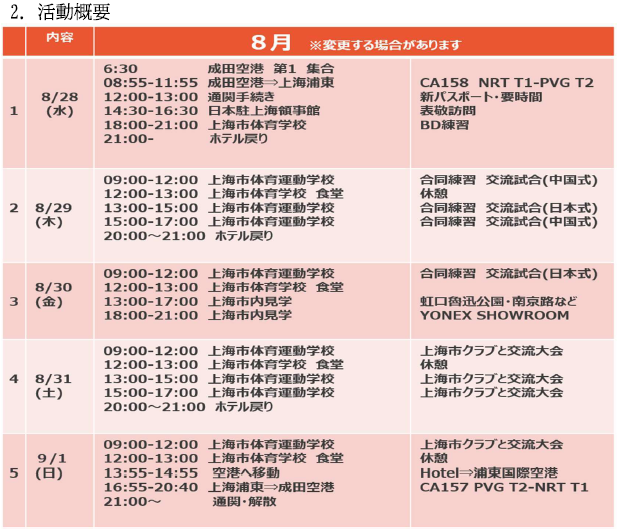 2. 活動概要
内容 8月 ※変更する場合があります
1 8/28 (水)
6:30 成田空港 第1 集合
08:55-11:55 成田空港⇒上海浦東 CA158 NRT T1-PVG T2
12:00-13:00 通関手続き 新パスポート・要時間
14:30-16:30 日本駐上海領事館 表敬訪問
18:00-21:00 上海市体育学校 BD練習
21:00- ホテル戻り
2 8/29 (木)
09:00-12:00 上海市体育運動学校 合同練習 交流試合(中国式)
12:00-13:00 上海市体育学校 食堂 休憩
13:00-15:00 上海市体育運動学校 合同練習 交流試合(日本式)
15:00-17:00 上海市体育運動学校 合同練習 交流試合(中国式)
20:00～21:00 ホテル戻り
3 8/30 (金)
09:00-12:00 上海市体育運動学校 合同練習 交流試合(日本式)
12:00-13:00 上海市体育運動学校 食堂
13:00-17:00 上海市内見学 虹口魯迅公園・南京路など
18:00-21:00 上海市内見学 YONEX SHOWROOM
4 8/31 (土)
09:00-12:00 上海市体育運動学校 上海市クラブと交流大会
12:00-13:00 上海市体育運動学校 食堂 休憩
13:00-15:00 上海市体育運動学校 上海市クラブと交流大会
15:00-17:00 上海市体育運動学校 上海市クラブと交流大会
20:00～21:00 ホテル戻り
5 9/1 (日)
09:00-12:00 上海市体育運動学校 上海市クラブと交流大会
12:00-13:00 上海市体育運動学校 食堂 休憩
13:55-14:55 空港へ移動 Hotel⇒浦東国際空港
16:55-20:40 上海浦東⇒成田空港 CA157 PVG T2-NRT T1
21:00～ 通関・解散